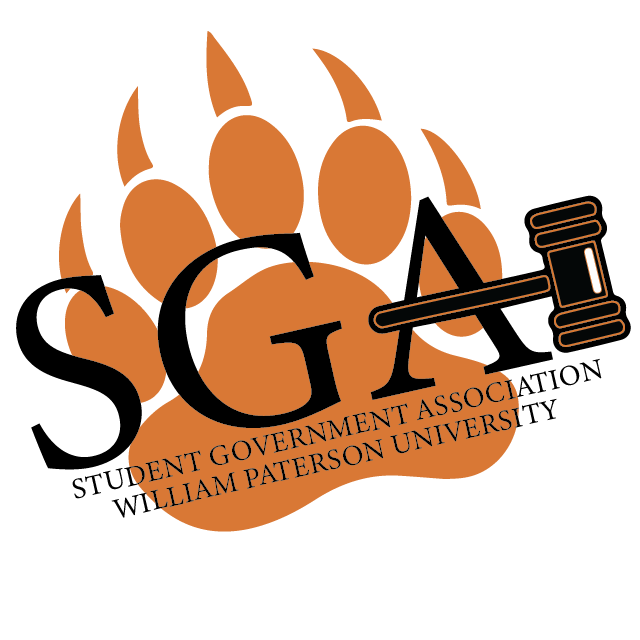 SGA
STUDENT GOVERNMENT ASSOCIATION
WILLIAM PATERSON UNIVERSITY